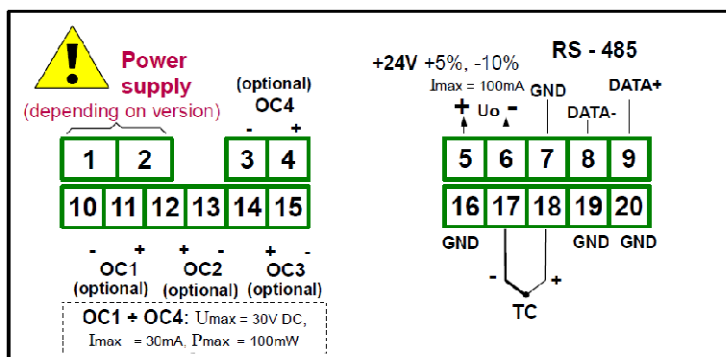 Power
supply
(depending on version)
(optional)
OC4
- +
1 2 3 4
10 11 12 13 14 15
- + + - + -
OC1 OC2 OC3
(optional) (optional) (optional)
OC1 ÷ OC4: Umax = 30V DC,
Imax = 30mA, Pmax = 100mW
+24V +5%, -10% RS - 485
Imax = 100mA GND DATA+
+ Uo - DATA-
5 6 7 8 9
16 17 18 19 20
GND GND GND
- +
TC